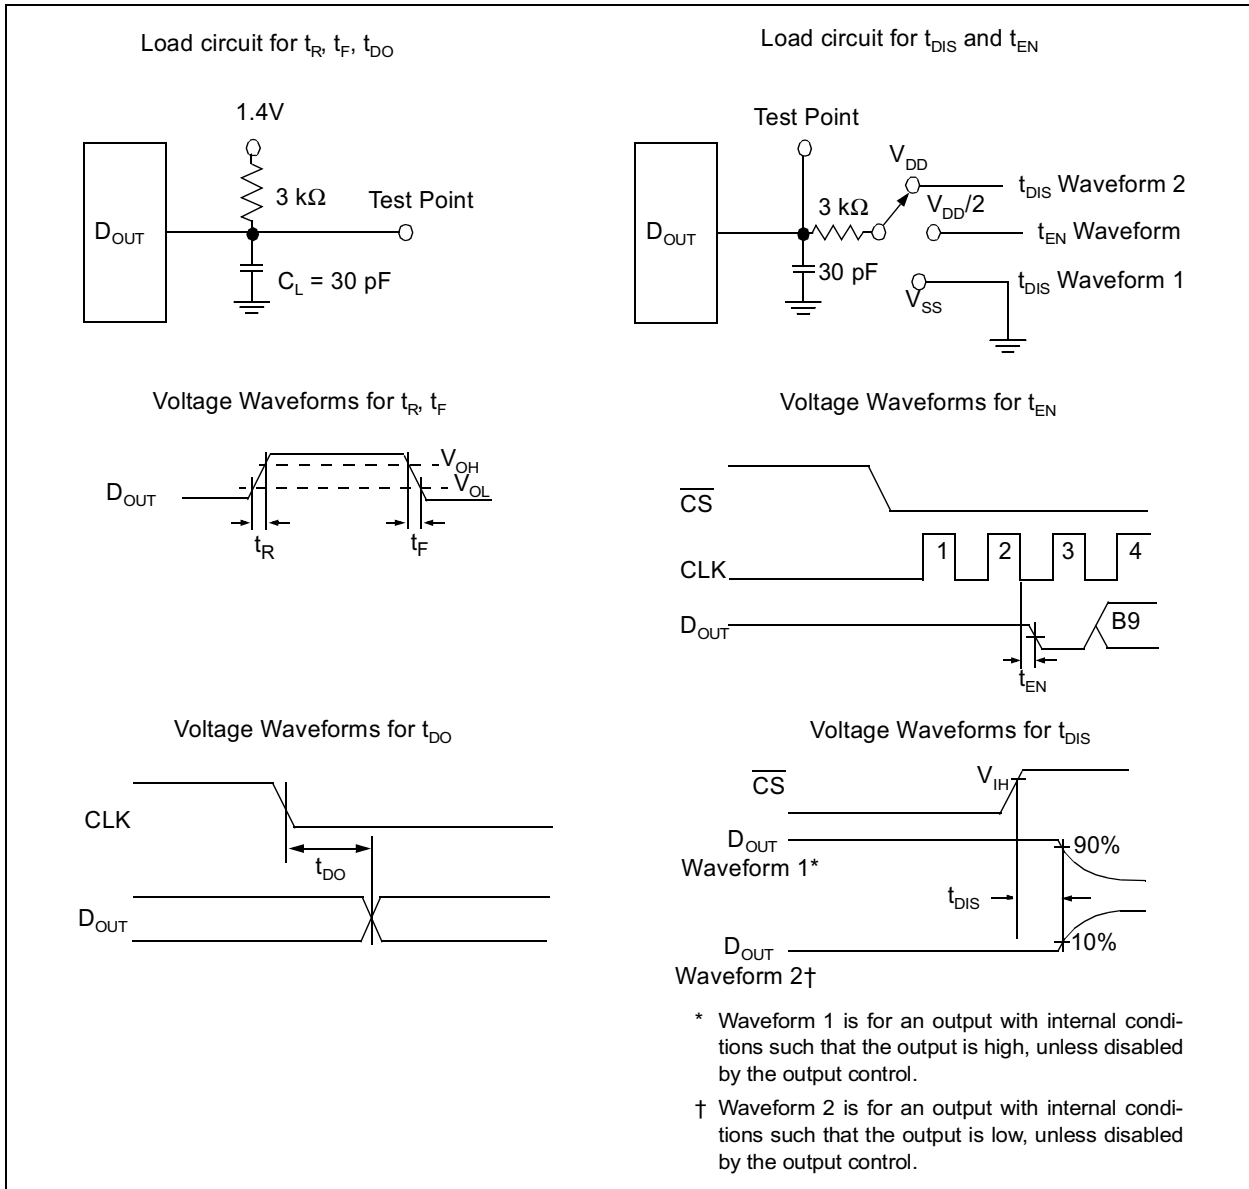 Load circuit for tR, tF, tDO
1.4V
3 kΩ
Test Point
DOUT
CL = 30 pF
Load circuit for tDIS and tEN
Test Point
VDD
tDIS Waveform 2
3 kΩ
VDD/2
DOUT
tEN Waveform
30 pF
tDIS Waveform 1
VSS
Voltage Waveforms for tR, tF
VOH
VOL
DOUT
tR
tF
Voltage Waveforms for tEN
CS
1 2 3 4
CLK
DOUT
B9
tEN
Voltage Waveforms for tDO
CLK
tDO
DOUT
Voltage Waveforms for tDIS
VIH
CS
DOUT
Waveform 1*
90%
tDIS
DOUT
10%
Waveform 2†
* Waveform 1 is for an output with internal condi-
tions such that the output is high, unless disabled
by the output control.
† Waveform 2 is for an output with internal condi-
tions such that the output is low, unless disabled
by the output control.